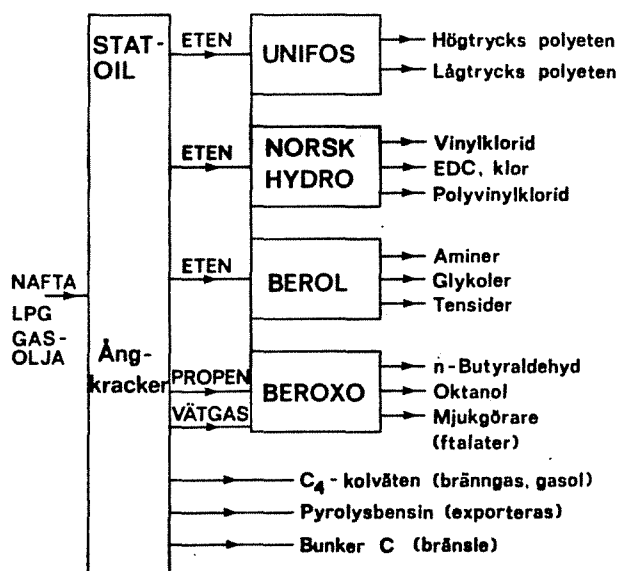 NAFTA
LPG
GAS-
OLJA
STAT-
OIL
Ång-
kracker
ETEN
UNIFOS
Högtrycks polyeten
Lågtrycks polyeten
ETEN
NORSK
HYDRO
Vinylklorid
EDC, klor
Polyvinylklorid
ETEN
BEROL
Aminer
Glykoler
Tensider
PROPEN
VÄTGAS
BEROXO
n-Butyraldehyd
Oktanol
Mjukgörare
(ftalater)
C₄-kolväten (bränngas, gasol)
Pyrolysbensin (exporteras)
Bunker C (bränsle)